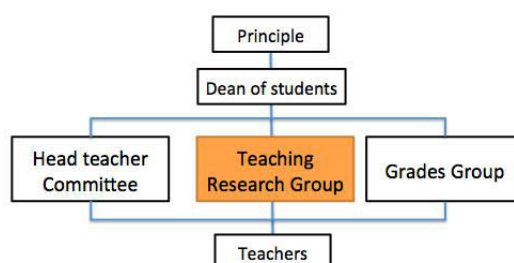 Principle
Dean of students
Head teacher
Committee
Teaching
Research Group
Grades Group
Teachers